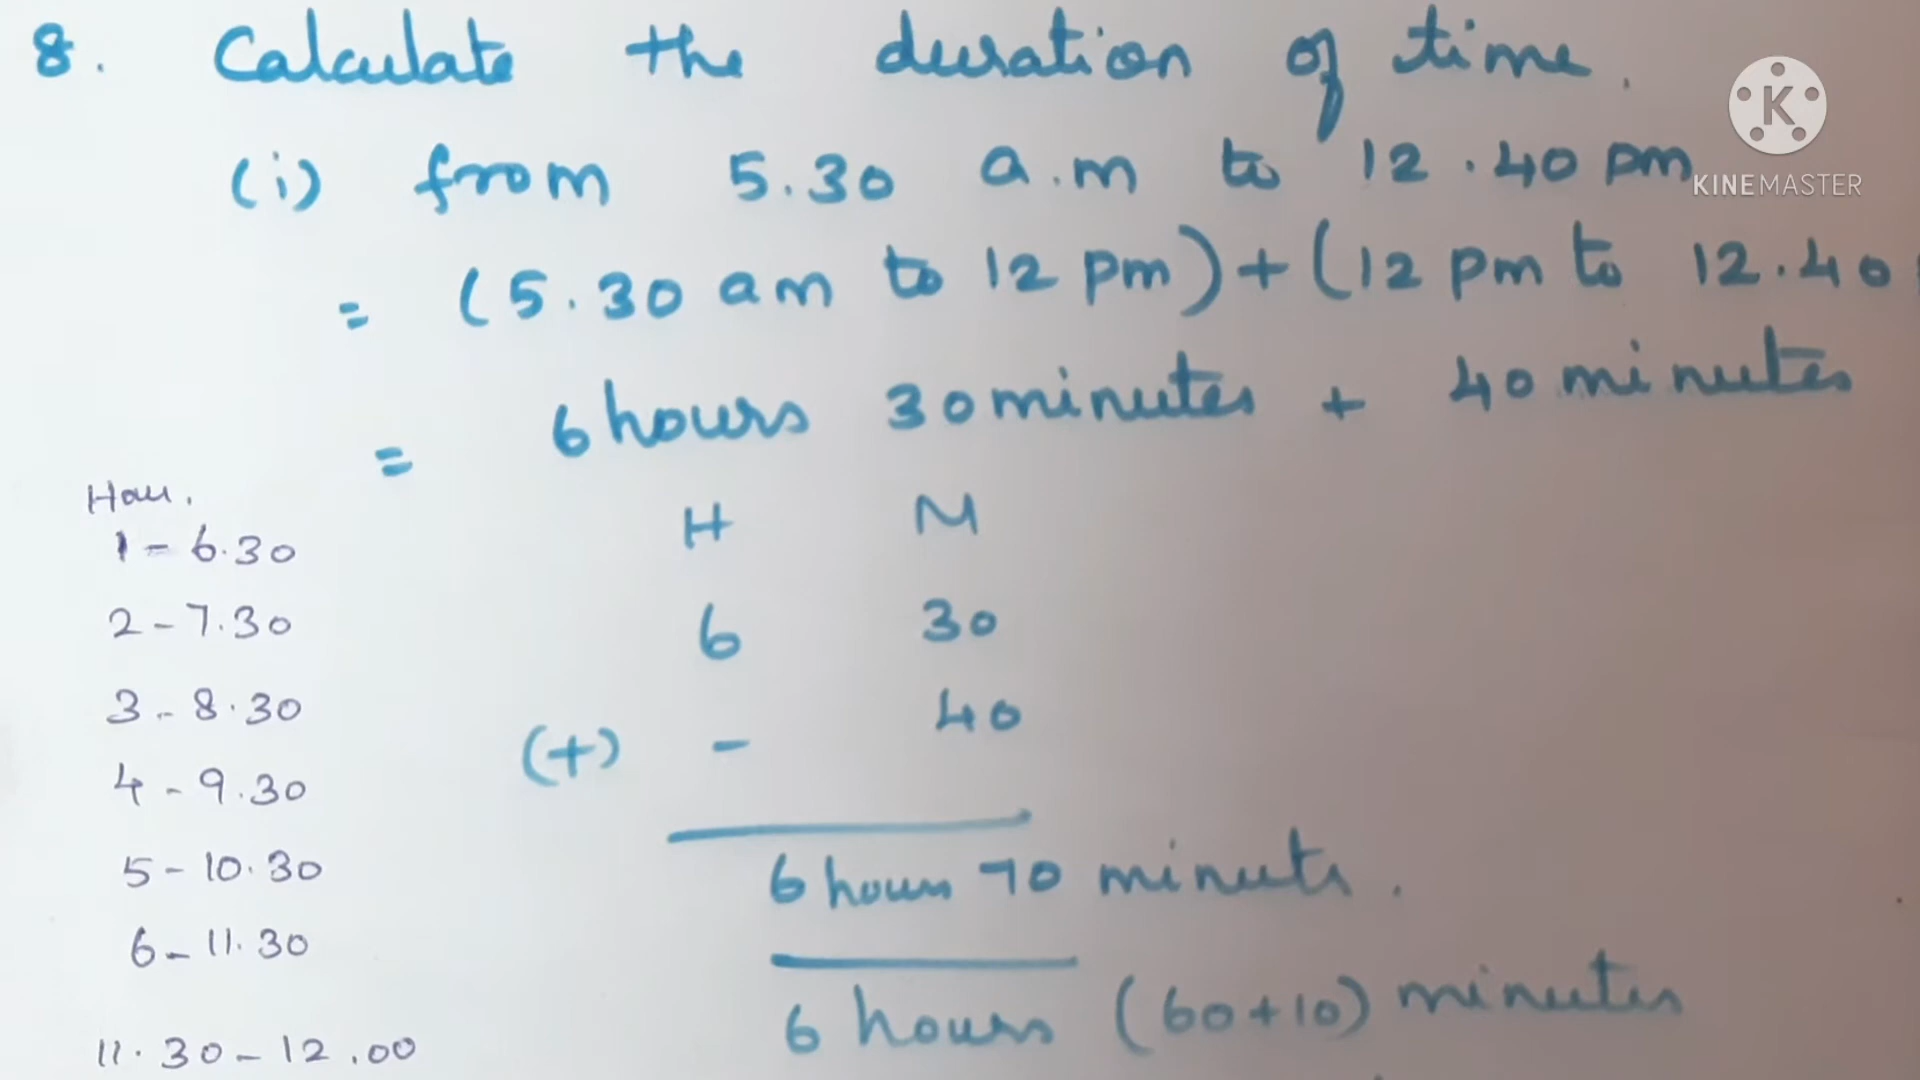 8. Calculate the duration of time.
(i) from 5.30 a.m to 12.40 pm
= (5.30 am to 12 pm) + (12 pm to 12.40
= 6 hours 30 minutes + 40 minutes
H M
6 30
(+) - 40
6 hours 70 minuts.
6 hours (60+10) minutes
Hour.
1 - 6.30
2 - 7.30
3 - 8.30
4 - 9.30
5 - 10.30
6 - 11.30
11.30 - 12.00
K
KINEMASTER